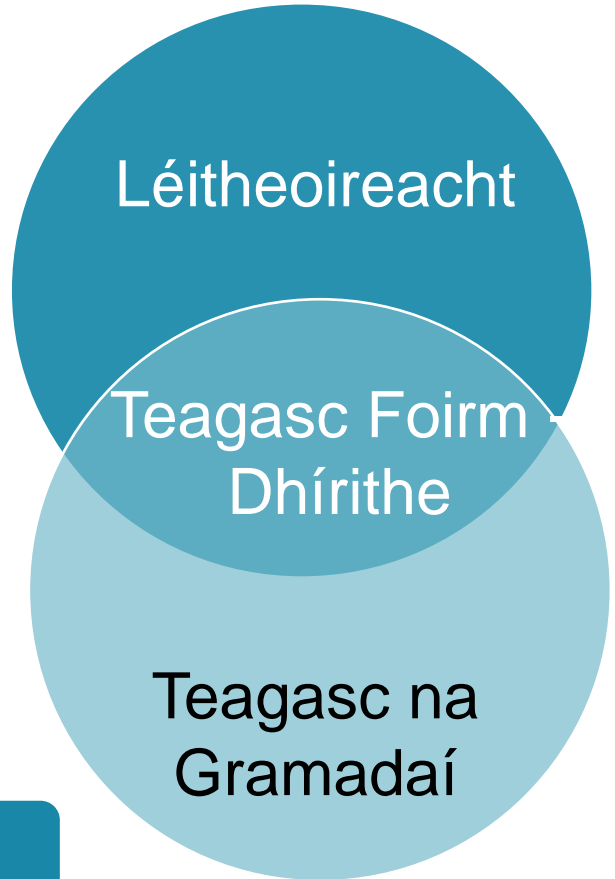 Léitheoireacht
Teagasc Foirm -
Dhírithe
Teagasc na
Gramadaí